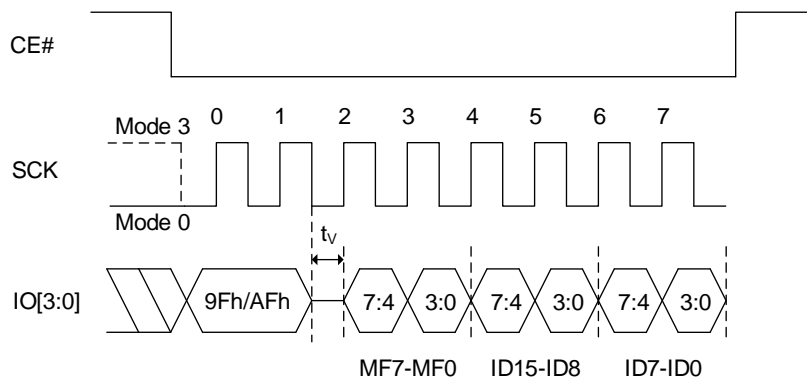 CE#
Mode 3
0 1 2 3 4 5 6 7
SCK
Mode 0
tV
IO[3:0]
9Fh/AFh
7:4 3:0 7:4 3:0 7:4 3:0
MF7-MF0 ID15-ID8 ID7-ID0